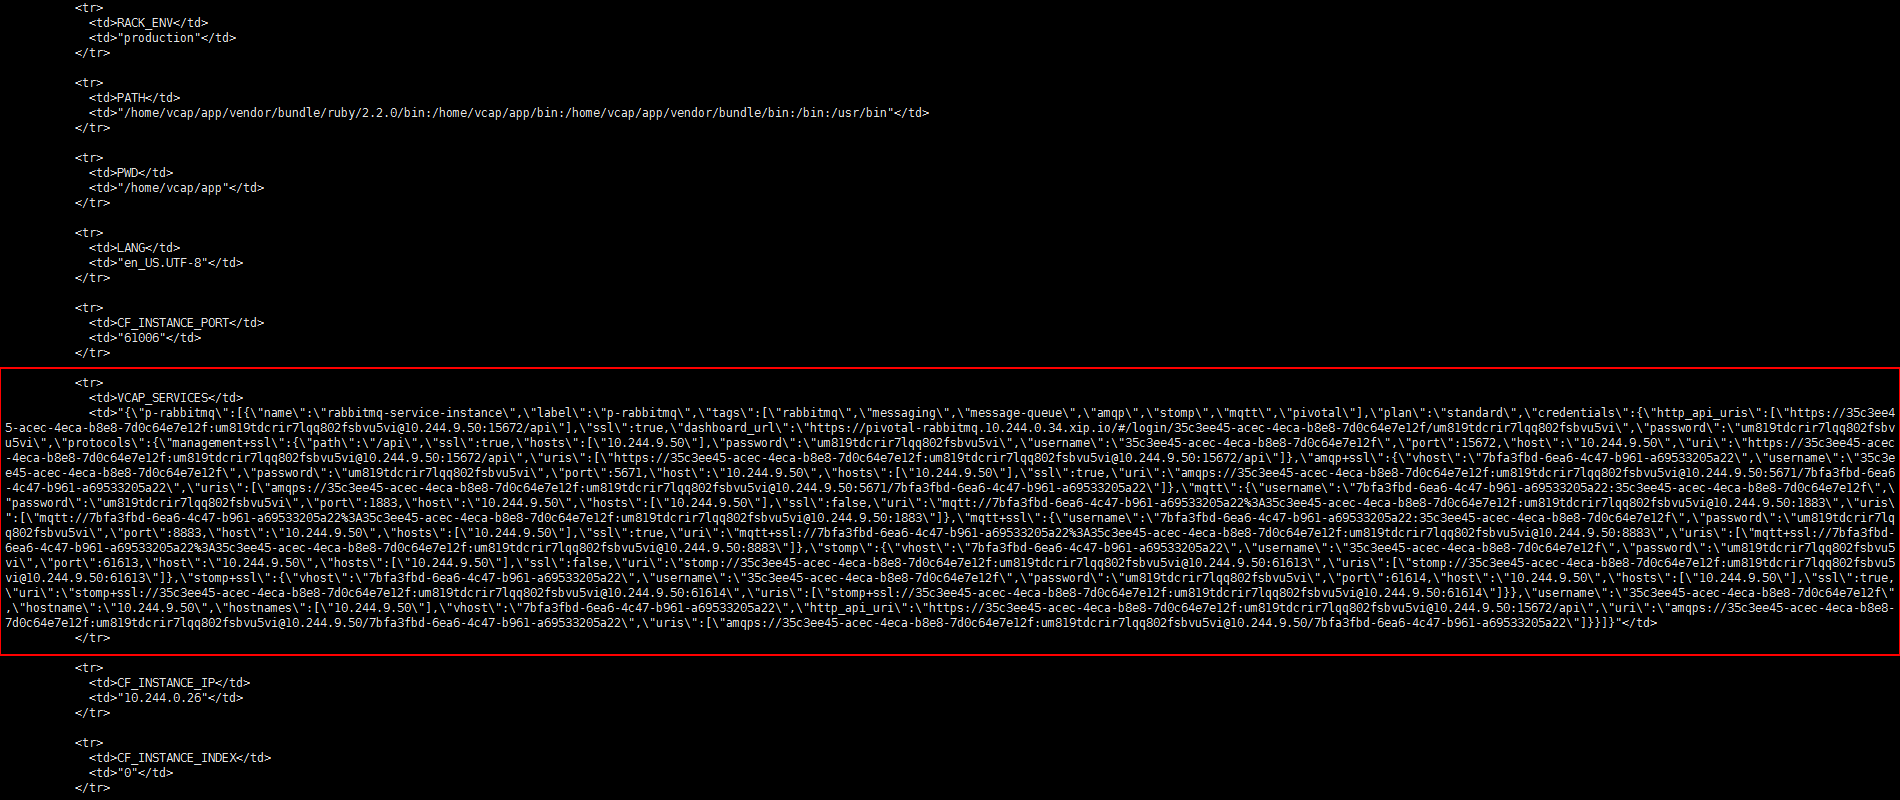 <tr>
<td>RACK_ENV</td>
<td>"production"</td>
</tr>
<tr>
<td>PATH</td>
<td>"/home/vcap/app/vendor/bundle/ruby/2.2.0/bin:/home/vcap/app/bin:/home/vcap/app/vendor/bundle/bin:/bin:/usr/bin"</td>
</tr>
<tr>
<td>PWD</td>
<td>"/home/vcap/app"</td>
</tr>
<tr>
<td>LANG</td>
<td>"en_US.UTF-8"</td>
</tr>
<tr>
<td>CF_INSTANCE_PORT</td>
<td>"61006"</td>
</tr>
<tr>
<td>VCAP_SERVICES</td>
<td>"{\"p-rabbitmq\":[{\"name\":\"rabbitmq-service-instance\",\"label\":\"p-rabbitmq\",\"tags\":[\"rabbitmq\",\"messaging\",\"message-queue\",\"amqp\",\"stomp\",\"mqtt\",\"pivotal\"],\"plan\":\"standard\",\"credentials\":{\"http_api_uris\":[\"https://35c3ee4
5-acec-4eca-b8e8-7d0c64e7e12f:um819tdcrir7lqq802fsbvu5vi@10.244.9.50:15672/api\"],\"ssl\":true,\"dashboard_url\":\"https://pivotal-rabbitmq.10.244.0.34.xip.io/#/login/35c3ee45-acec-4eca-b8e8-7d0c64e7e12f/um819tdcrir7lqq802fsbvu5vi\",\"password\":\"um819tdcrir7lqq802fsbv
u5vi\",\"protocols\":{\"management+ssl\":{\"path\":\"/api\",\"ssl\":true,\"hosts\":[\"10.244.9.50\"],\"password\":\"um819tdcrir7lqq802fsbvu5vi\",\"username\":\"35c3ee45-acec-4eca-b8e8-7d0c64e7e12f\",\"port\":15672,\"host\":\"10.244.9.50\",\"uri\":\"https://35c3ee45-acec
-4eca-b8e8-7d0c64e7e12f:um819tdcrir7lqq802fsbvu5vi@10.244.9.50:15672/api\",\"uris\":[\"https://35c3ee45-acec-4eca-b8e8-7d0c64e7e12f:um819tdcrir7lqq802fsbvu5vi@10.244.9.50:15672/api\"]},\"amqp+ssl\":{\"vhost\":\"7bfa3fbd-6ea6-4c47-b961-a69533205a22\",\"username\":\"35c3e
e45-acec-4eca-b8e8-7d0c64e7e12f\",\"password\":\"um819tdcrir7lqq802fsbvu5vi\",\"port\":5671,\"host\":\"10.244.9.50\",\"hosts\":[\"10.244.9.50\"],\"ssl\":true,\"uri\":\"amqps://35c3ee45-acec-4eca-b8e8-7d0c64e7e12f:um819tdcrir7lqq802fsbvu5vi@10.244.9.50:5671/7bfa3fbd-6ea6
-4c47-b961-a69533205a22\",\"uris\":[\"amqps://35c3ee45-acec-4eca-b8e8-7d0c64e7e12f:um819tdcrir7lqq802fsbvu5vi@10.244.9.50:5671/7bfa3fbd-6ea6-4c47-b961-a69533205a22\"]},\"mqtt\":{\"username\":\"7bfa3fbd-6ea6-4c47-b961-a69533205a22:35c3ee45-acec-4eca-b8e8-7d0c64e7e12f\",\
"password\":\"um819tdcrir7lqq802fsbvu5vi\",\"port\":1883,\"host\":\"10.244.9.50\",\"hosts\":[\"10.244.9.50\"],\"ssl\":false,\"uri\":\"mqtt://7bfa3fbd-6ea6-4c47-b961-a69533205a22%3A35c3ee45-acec-4eca-b8e8-7d0c64e7e12f:um819tdcrir7lqq802fsbvu5vi@10.244.9.50:1883\",\"uris\
":[\"mqtt://7bfa3fbd-6ea6-4c47-b961-a69533205a22%3A35c3ee45-acec-4eca-b8e8-7d0c64e7e12f:um819tdcrir7lqq802fsbvu5vi@10.244.9.50:1883\"]},\"mqtt+ssl\":{\"username\":\"7bfa3fbd-6ea6-4c47-b961-a69533205a22:35c3ee45-acec-4eca-b8e8-7d0c64e7e12f\",\"password\":\"um819tdcrir7lq
q802fsbvu5vi\",\"port\":8883,\"host\":\"10.244.9.50\",\"hosts\":[\"10.244.9.50\"],\"ssl\":true,\"uri\":\"mqtt+ssl://7bfa3fbd-6ea6-4c47-b961-a69533205a22%3A35c3ee45-acec-4eca-b8e8-7d0c64e7e12f:um819tdcrir7lqq802fsbvu5vi@10.244.9.50:8883\",\"uris\":[\"mqtt+ssl://7bfa3fbd-
6ea6-4c47-b961-a69533205a22%3A35c3ee45-acec-4eca-b8e8-7d0c64e7e12f:um819tdcrir7lqq802fsbvu5vi@10.244.9.50:8883\"]},\"stomp\":{\"vhost\":\"7bfa3fbd-6ea6-4c47-b961-a69533205a22\",\"username\":\"35c3ee45-acec-4eca-b8e8-7d0c64e7e12f\",\"password\":\"um819tdcrir7lqq802fsbvu5
vi\",\"port\":61613,\"host\":\"10.244.9.50\",\"hosts\":[\"10.244.9.50\"],\"ssl\":false,\"uri\":\"stomp://35c3ee45-acec-4eca-b8e8-7d0c64e7e12f:um819tdcrir7lqq802fsbvu5vi@10.244.9.50:61613\",\"uris\":[\"stomp://35c3ee45-acec-4eca-b8e8-7d0c64e7e12f:um819tdcrir7lqq802fsbvu5
vi@10.244.9.50:61613\"]},\"stomp+ssl\":{\"vhost\":\"7bfa3fbd-6ea6-4c47-b961-a69533205a22\",\"username\":\"35c3ee45-acec-4eca-b8e8-7d0c64e7e12f\",\"password\":\"um819tdcrir7lqq802fsbvu5vi\",\"port\":61614,\"host\":\"10.244.9.50\",\"hosts\":[\"10.244.9.50\"],\"ssl\":true,
\"uri\":\"stomp+ssl://35c3ee45-acec-4eca-b8e8-7d0c64e7e12f:um819tdcrir7lqq802fsbvu5vi@10.244.9.50:61614\",\"uris\":[\"stomp+ssl://35c3ee45-acec-4eca-b8e8-7d0c64e7e12f:um819tdcrir7lqq802fsbvu5vi@10.244.9.50:61614\"]}},\"username\":\"35c3ee45-acec-4eca-b8e8-7d0c64e7e12f\"
,\"hostname\":\"10.244.9.50\",\"hostnames\":[\"10.244.9.50\"],\"vhost\":\"7bfa3fbd-6ea6-4c47-b961-a69533205a22\",\"http_api_uri\":\"https://35c3ee45-acec-4eca-b8e8-7d0c64e7e12f:um819tdcrir7lqq802fsbvu5vi@10.244.9.50:15672/api\",\"uri\":\"amqps://35c3ee45-acec-4eca-b8e8-
7d0c64e7e12f:um819tdcrir7lqq802fsbvu5vi@10.244.9.50/7bfa3fbd-6ea6-4c47-b961-a69533205a22\",\"uris\":[\"amqps://35c3ee45-acec-4eca-b8e8-7d0c64e7e12f:um819tdcrir7lqq802fsbvu5vi@10.244.9.50/7bfa3fbd-6ea6-4c47-b961-a69533205a22\"]}}]}"</td>
</tr>
<tr>
<td>CF_INSTANCE_IP</td>
<td>"10.244.0.26"</td>
</tr>
<tr>
<td>CF_INSTANCE_INDEX</td>
<td>"0"</td>
</tr>